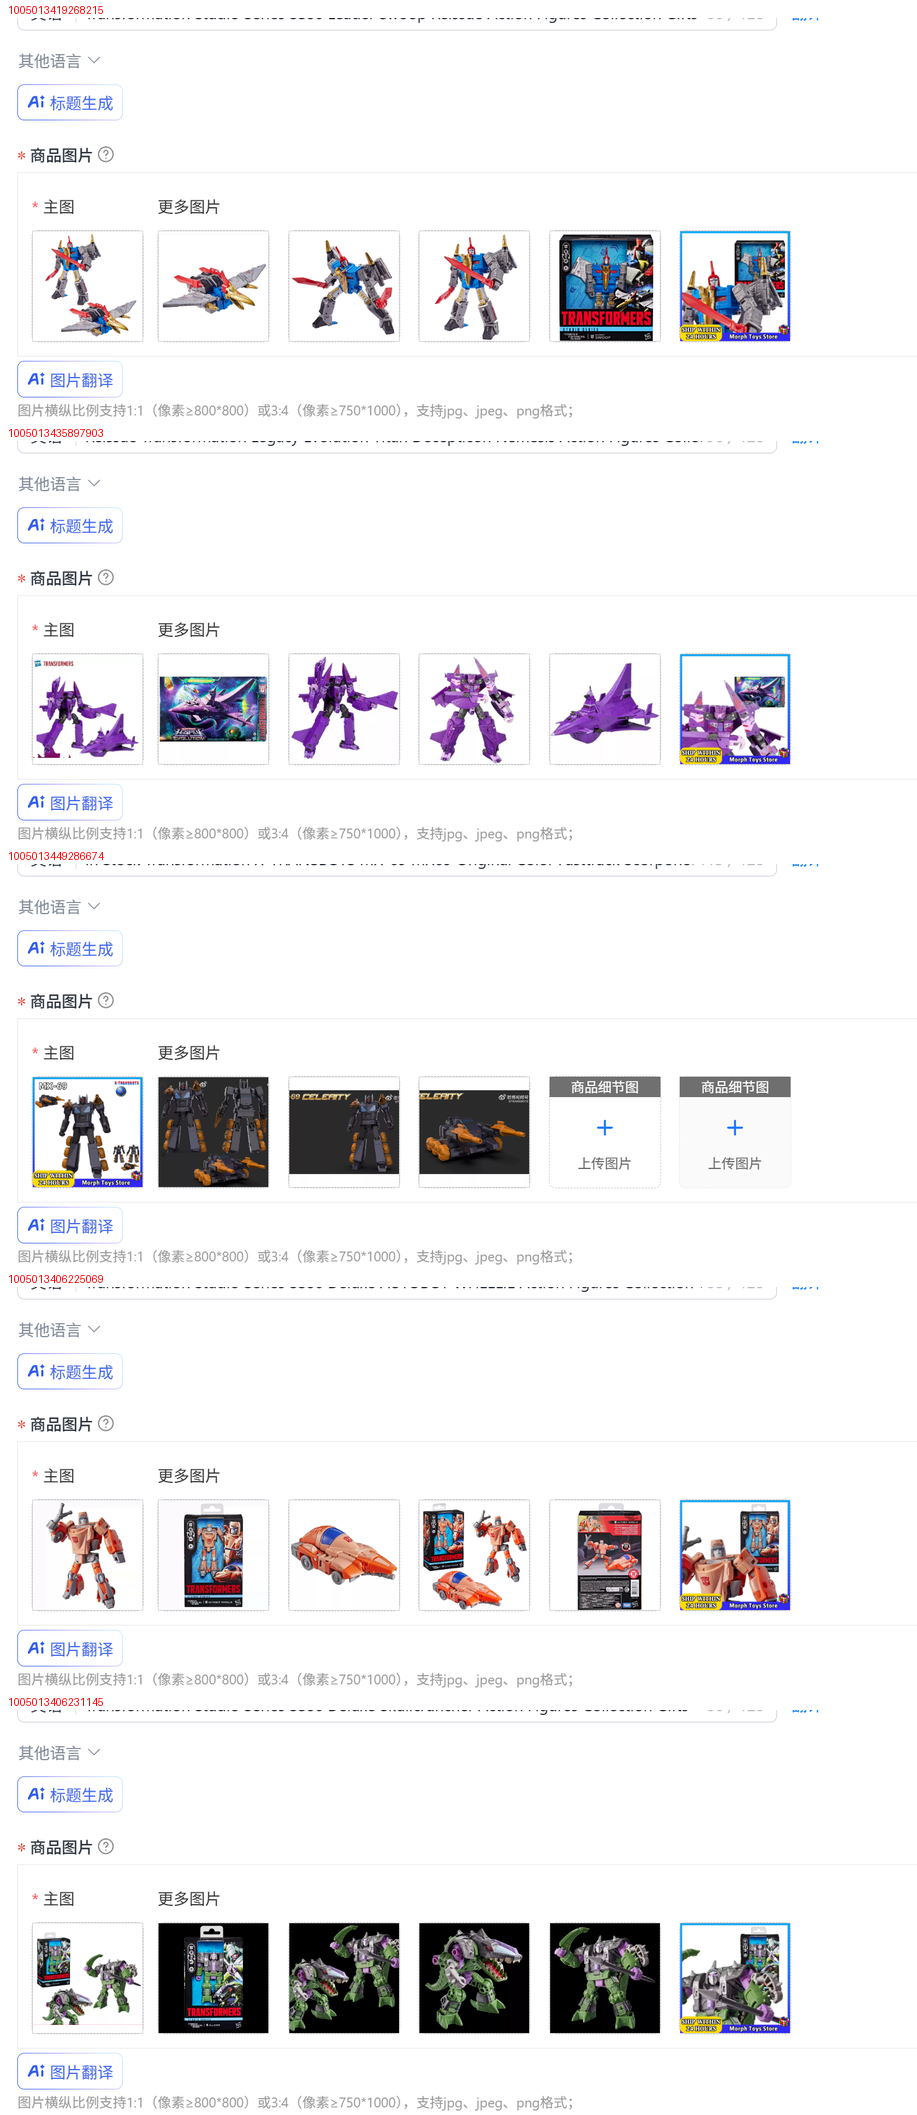 1005013419268215
其他语言
Ai 标题生成
* 商品图片 ?
* 主图 更多图片
TRANSFORMERS
SHIP WITHIN 24 HOURS Morph Toys Store
Ai 图片翻译
图片横纵比例支持1:1（像素≥800*800）或3:4（像素≥750*1000），支持jpg、jpeg、png格式；
1005013435897903
其他语言
Ai 标题生成
* 商品图片 ?
* 主图 更多图片
TRANSFORMERS
SHIP WITHIN 24 HOURS Morph Toys Store
Ai 图片翻译
图片横纵比例支持1:1（像素≥800*800）或3:4（像素≥750*1000），支持jpg、jpeg、png格式；
1005013449286674
其他语言
Ai 标题生成
* 商品图片 ?
* 主图 更多图片
MX-69
商品细节图 商品细节图
上传图片 上传图片
SHIP WITHIN 24 HOURS Morph Toys Store
Ai 图片翻译
图片横纵比例支持1:1（像素≥800*800）或3:4（像素≥750*1000），支持jpg、jpeg、png格式；
1005013406225069
其他语言
Ai 标题生成
* 商品图片 ?
* 主图 更多图片
TRANSFORMERS
SHIP WITHIN 24 HOURS Morph Toys Store
Ai 图片翻译
图片横纵比例支持1:1（像素≥800*800）或3:4（像素≥750*1000），支持jpg、jpeg、png格式；
1005013406231145
其他语言
Ai 标题生成
* 商品图片 ?
* 主图 更多图片
TRANSFORMERS
SHIP WITHIN 24 HOURS Morph Toys Store
Ai 图片翻译
图片横纵比例支持1:1（像素≥800*800）或3:4（像素≥750*1000），支持jpg、jpeg、png格式；